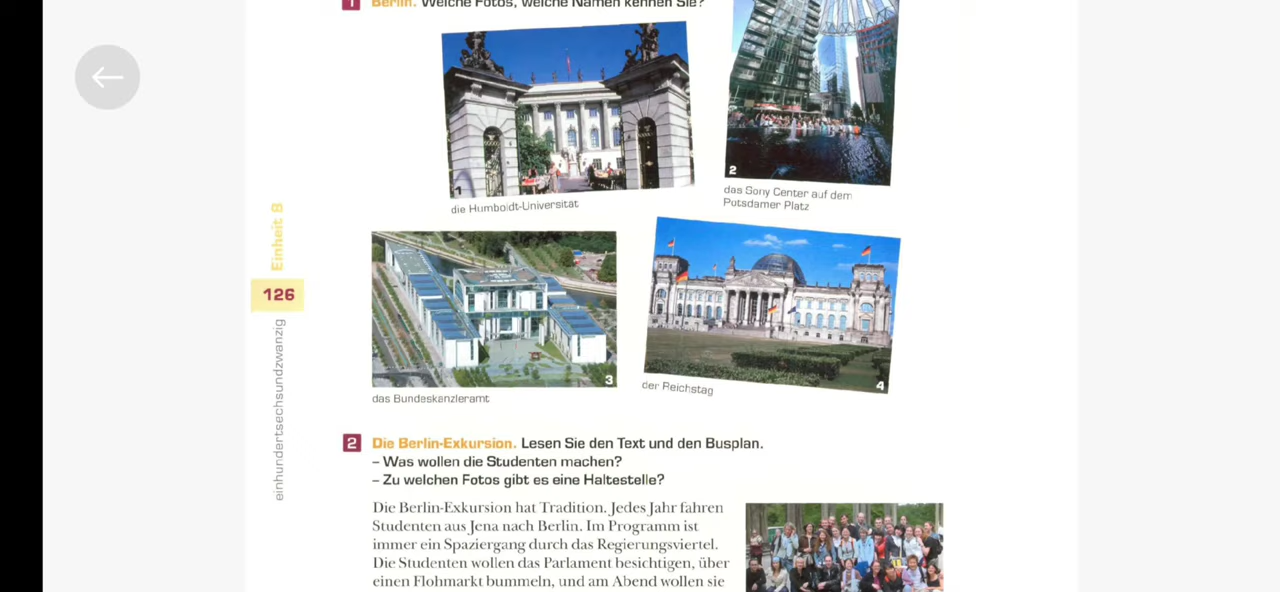 1 Berlin. Welche Fotos, welche Namen kennen Sie?
1
die Humboldt-Universität
2
das Sony Center auf dem
Potsdamer Platz
3
das Bundeskanzleramt
4
der Reichstag
Einheit 8
126
einhundertsechsundzwanzig
2 Die Berlin-Exkursion. Lesen Sie den Text und den Busplan.
– Was wollen die Studenten machen?
– Zu welchen Fotos gibt es eine Haltestelle?
Die Berlin-Exkursion hat Tradition. Jedes Jahr fahren
Studenten aus Jena nach Berlin. Im Programm ist
immer ein Spaziergang durch das Regierungsviertel.
Die Studenten wollen das Parlament besichtigen, über
einen Flohmarkt bummeln, und am Abend wollen sie